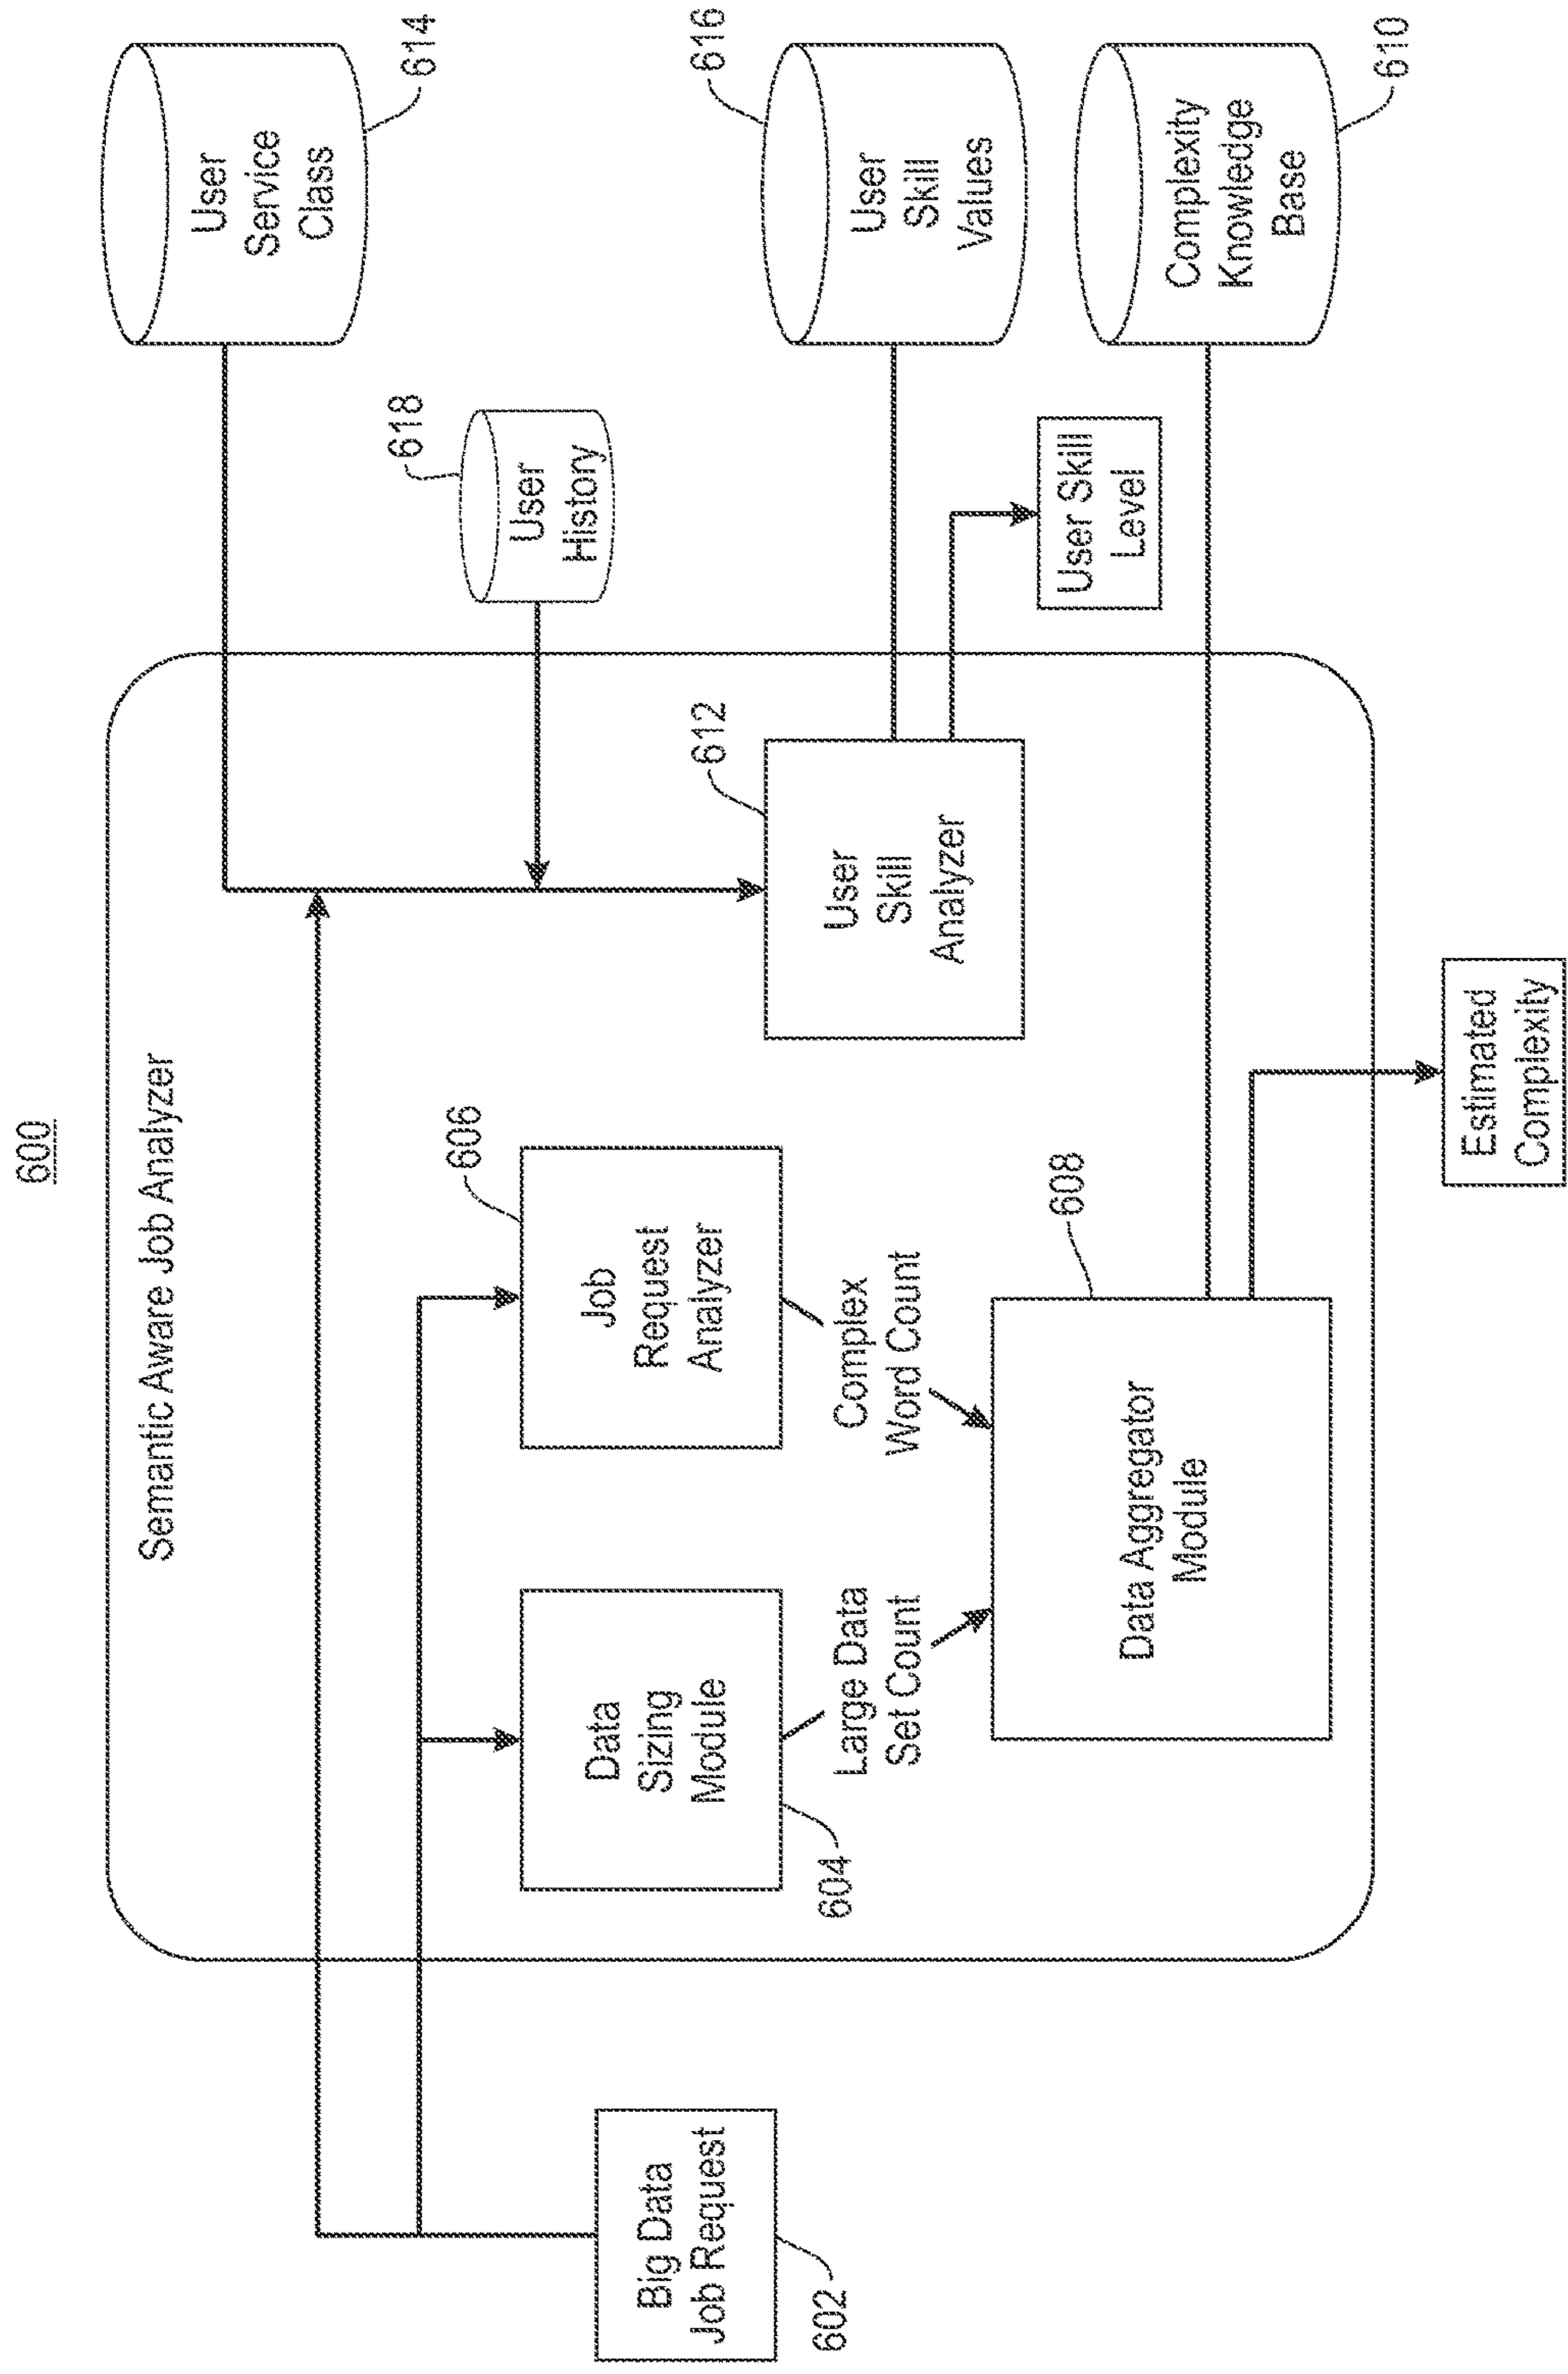 600
Semantic Aware Job Analyzer
Big Data
Job Request
602
Data
Sizing
Module
604
Job
Request
Analyzer
606
Large Data
Set Count
Complex
Word Count
Data Aggregator
Module
608
User
Skill
Analyzer
612
User
Service
Class
614
User
History
618
User
Skill
Values
616
User Skill
Level
Complexity
Knowledge
Base
610
Estimated
Complexity